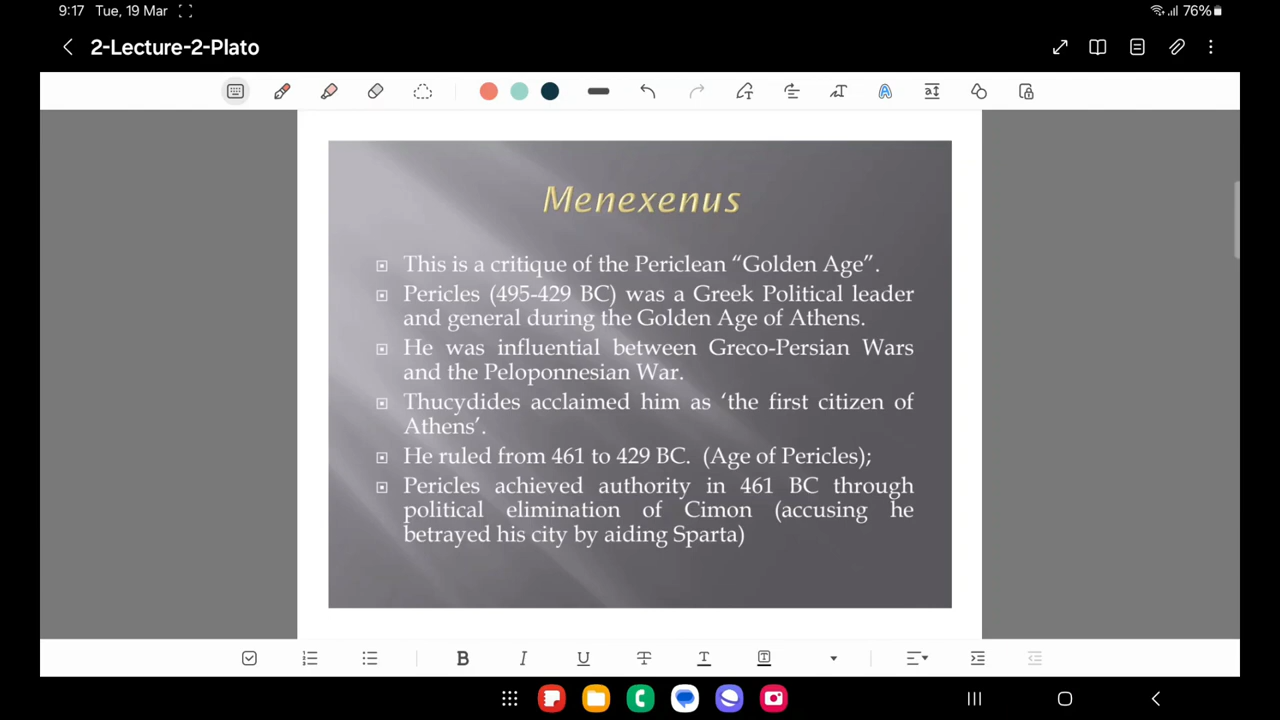 9:17 Tue, 19 Mar
76%
2-Lecture-2-Plato
Menexenus
This is a critique of the Periclean “Golden Age”.
Pericles (495-429 BC) was a Greek Political leader
and general during the Golden Age of Athens.
He was influential between Greco-Persian Wars
and the Peloponnesian War.
Thucydides acclaimed him as ‘the first citizen of
Athens’.
He ruled from 461 to 429 BC. (Age of Pericles);
Pericles achieved authority in 461 BC through
political elimination of Cimon (accusing he
betrayed his city by aiding Sparta)
B I U T T